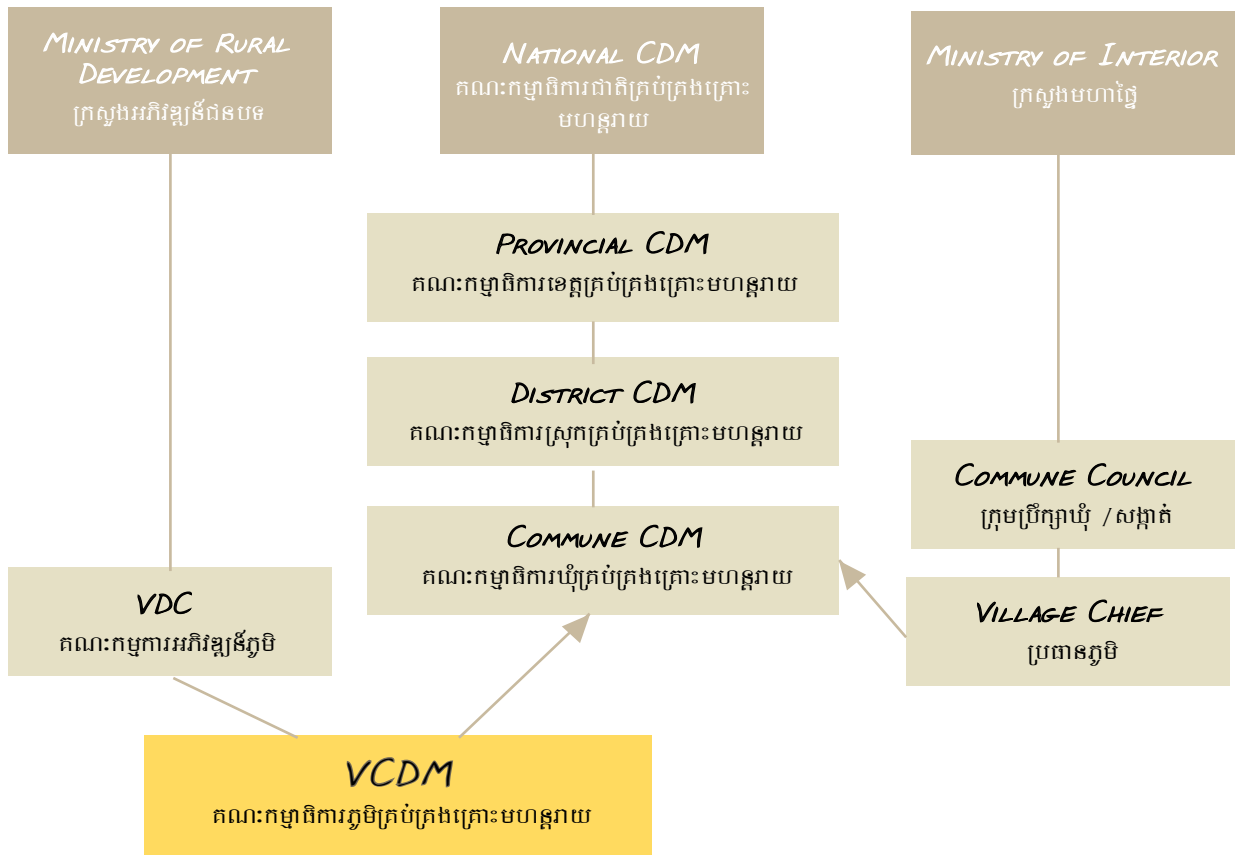 Ministry of Rural
Development
ក្រសួងអភិវឌ្ឍន៍ជនបទ
National CDM
គណៈកម្មាធិការជាតិគ្រប់គ្រងគ្រោះ
មហន្តរាយ
Ministry of Interior
ក្រសួងមហាផ្ទៃ
Provincial CDM
គណៈកម្មាធិការខេត្តគ្រប់គ្រងគ្រោះមហន្តរាយ
District CDM
គណៈកម្មាធិការស្រុកគ្រប់គ្រងគ្រោះមហន្តរាយ
Commune Council
ក្រុមប្រឹក្សាឃុំ /សង្កាត់
Commune CDM
គណៈកម្មាធិការឃុំគ្រប់គ្រងគ្រោះមហន្តរាយ
VDC
គណៈកម្មការអភិវឌ្ឍន៍ភូមិ
Village Chief
ប្រធានភូមិ
VCDM
គណៈកម្មាធិការភូមិគ្រប់គ្រងគ្រោះមហន្តរាយ